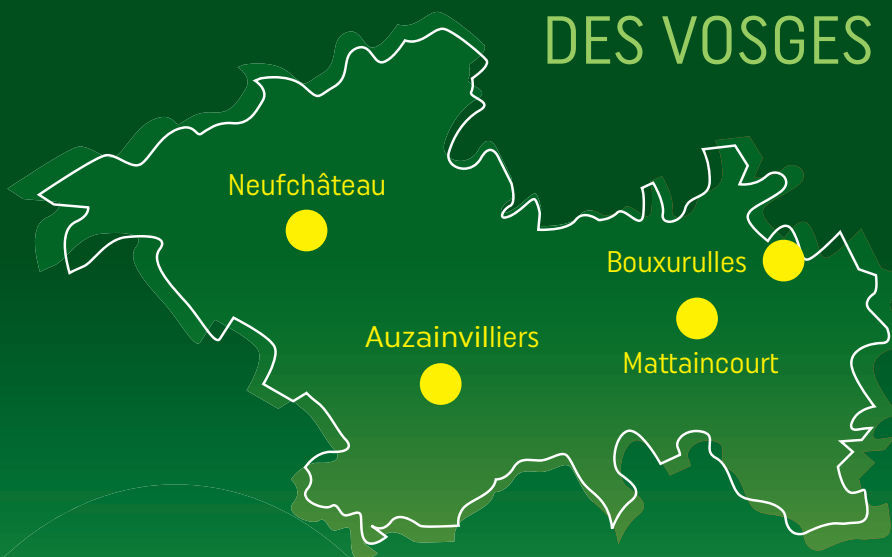 DES VOSGES
Neufchâteau
Bouxurulles
Auzainvilliers
Mattaincourt